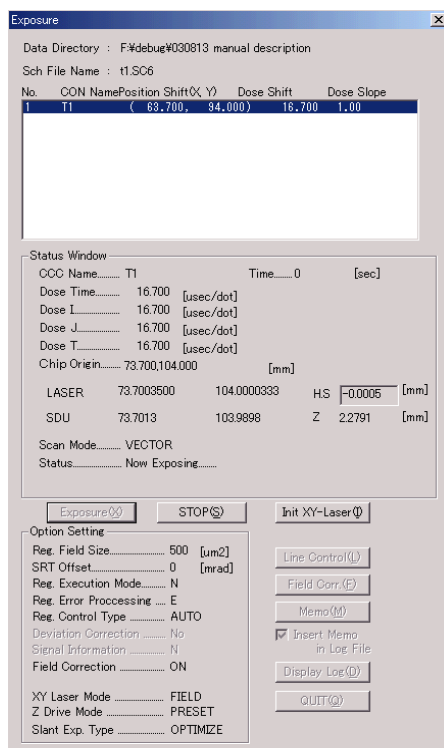 Exposure
Data Directory : F:¥debug¥030813 manual description
Sch File Name : t1.SC6
No. CON Name Position Shift(X, Y) Dose Shift Dose Slope
1 T1 ( 63.700, 94.000) 16.700 1.00
Status Window
CCC Name......... T1 Time........0 [sec]
Dose Time.......... 16.700 [usec/dot]
Dose I................. 16.700 [usec/dot]
Dose J................. 16.700 [usec/dot]
Dose T................. 16.700 [usec/dot]
Chip Origin........ 73.700,104.000 [mm]
LASER 73.7003500 104.0000333 H.S -0.0005 [mm]
SDU 73.7013 103.9898 Z 2.2791 [mm]
Scan Mode......... VECTOR
Status..................... Now Exposing........
Exposure(X) STOP(S) Init XY-Laser(I)
Option Setting
Reg. Field Size.................... 500 [um2]
SRT Offset........................... 0 [mrad]
Reg. Execution Mode........ N
Reg. Error Proccessing .... E
Reg. Control Type ............ AUTO
Deviation Correction ......... No
Signal Information .............. N
Field Correction .................. ON
XY Laser Mode ................... FIELD
Z Drive Mode ...................... PRESET
Slant Exp. Type ................. OPTIMIZE
Line Control(L)
Field Corr.(F)
Memo(M)
Insert Memo
in Log File
Display Log(D)
QUIT(Q)